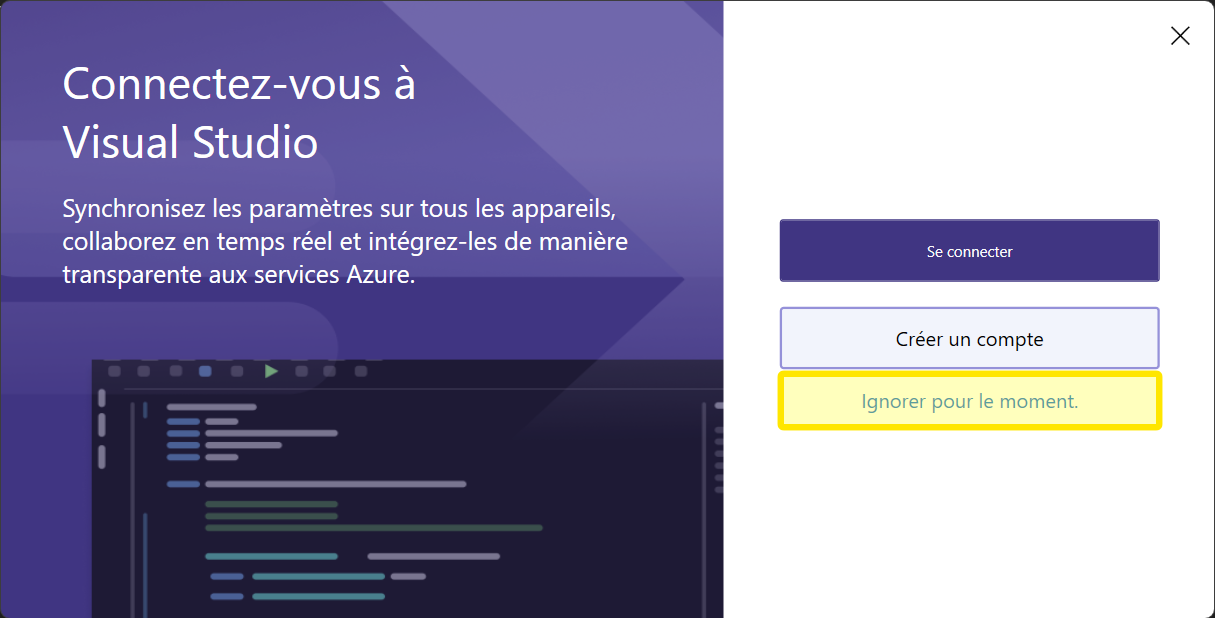 Connectez-vous à
Visual Studio
Synchronisez les paramètres sur tous les appareils,
collaborez en temps réel et intégrez-les de manière
transparente aux services Azure.
Se connecter
Créer un compte
Ignorer pour le moment.